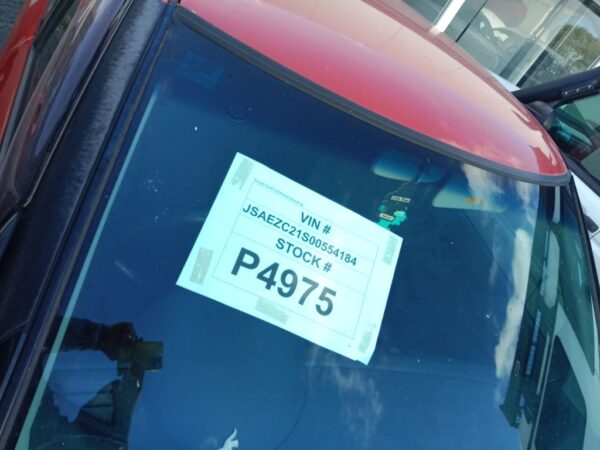 VIN #
JSAEZC21S00554184
STOCK #
P4975